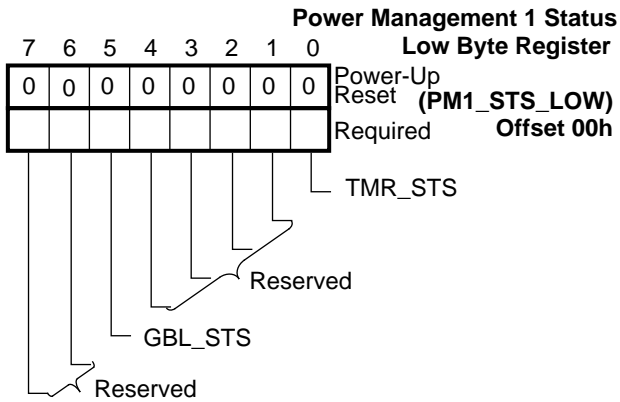 Power Management 1 Status
Low Byte Register
7 6 5 4 3 2 1 0
0 0 0 0 0 0 0 0
Power-Up
Reset
(PM1_STS_LOW)
Required
Offset 00h
TMR_STS
Reserved
GBL_STS
Reserved